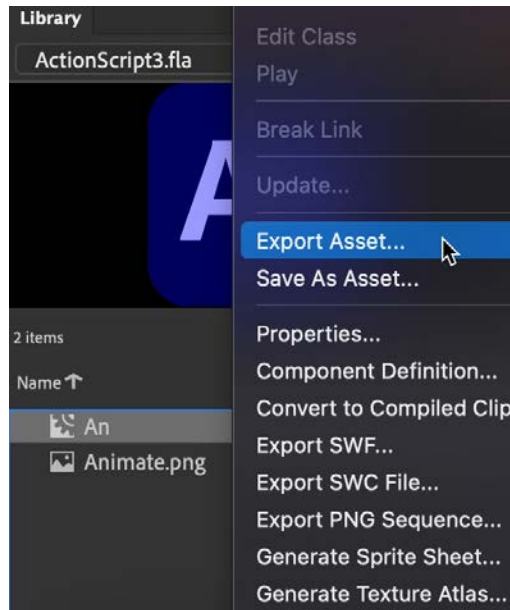 Library
ActionScript3.fla
A
2 items
Name
An
Animate.png
Edit Class
Play
Break Link
Update...
Export Asset...
Save As Asset...
Properties...
Component Definition...
Convert to Compiled Clip
Export SWF...
Export SWC File...
Export PNG Sequence...
Generate Sprite Sheet...
Generate Texture Atlas...